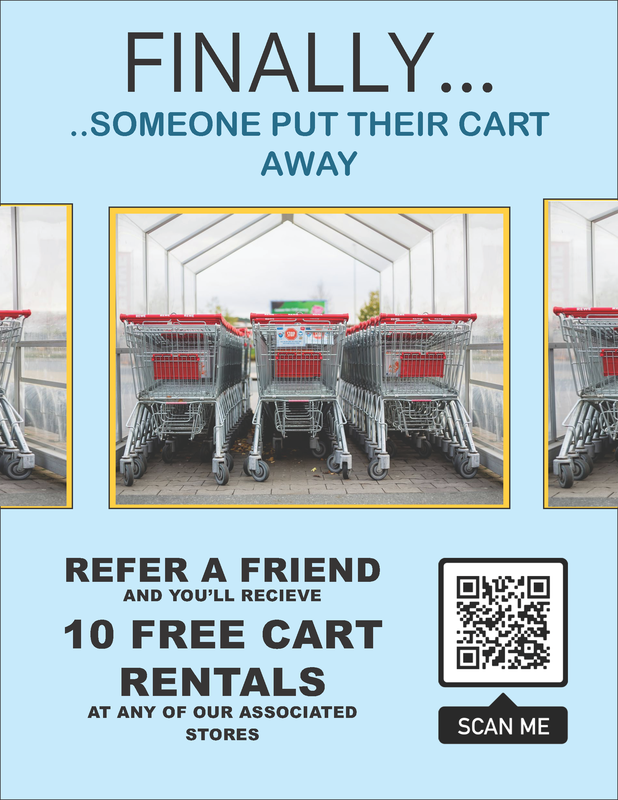 FINALLY...
..SOMEONE PUT THEIR CART
AWAY
REFER A FRIEND
AND YOU'LL RECIEVE
10 FREE CART
RENTALS
AT ANY OF OUR ASSOCIATED
STORES
SCAN ME